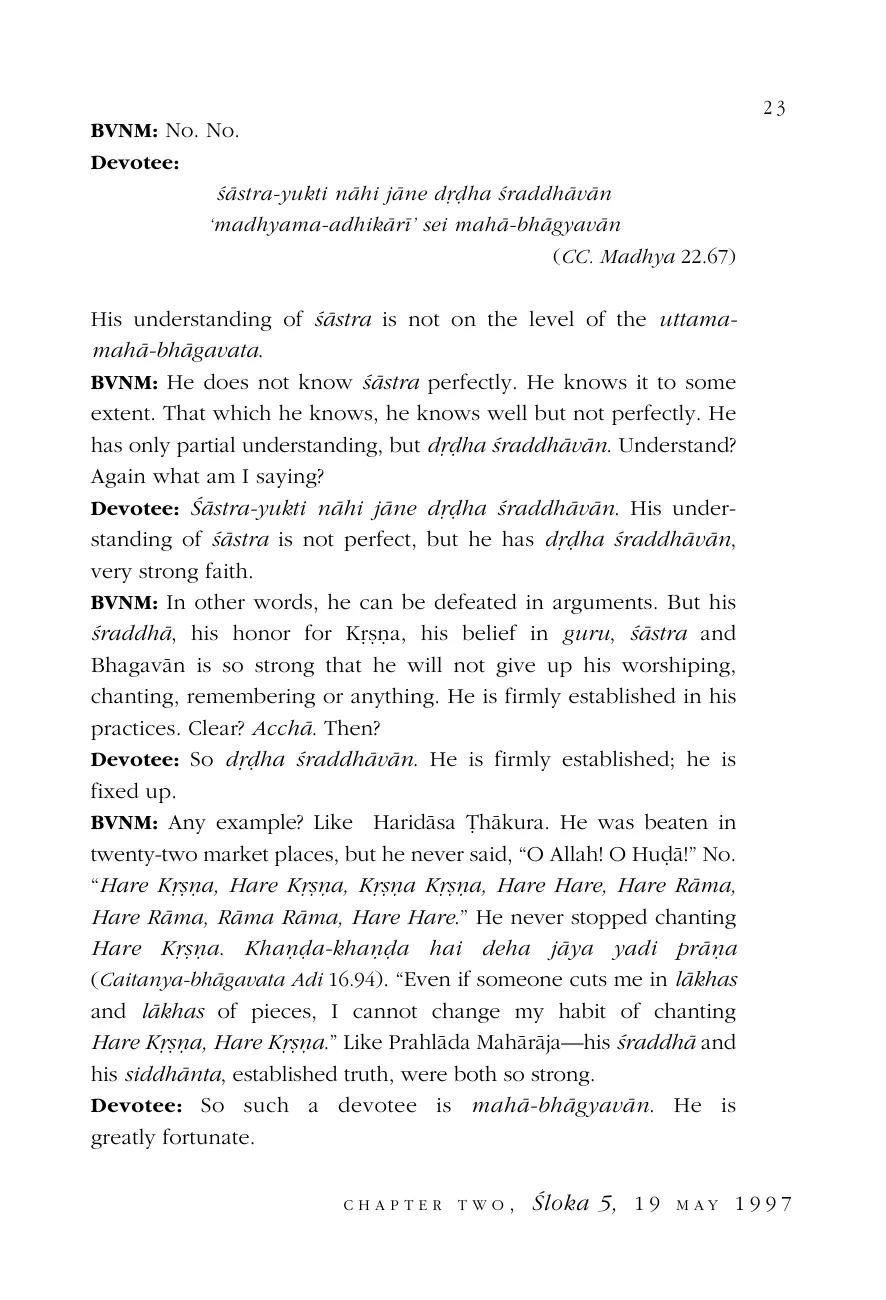 23
BVNM: No. No.
Devotee:
śāstra-yukti nāhi jāne dṛḍha śraddhāvān
‘madhyama-adhikārī’ sei mahā-bhāgyavān
(CC. Madhya 22.67)
His understanding of śāstra is not on the level of the uttama-
mahā-bhāgavata.
BVNM: He does not know śāstra perfectly. He knows it to some
extent. That which he knows, he knows well but not perfectly. He
has only partial understanding, but dṛḍha śraddhāvān. Understand?
Again what am I saying?
Devotee: Śāstra-yukti nāhi jāne dṛḍha śraddhāvān. His under-
standing of śāstra is not perfect, but he has dṛḍha śraddhāvān,
very strong faith.
BVNM: In other words, he can be defeated in arguments. But his
śraddhā, his honor for Kṛṣṇa, his belief in guru, śāstra and
Bhagavān is so strong that he will not give up his worshiping,
chanting, remembering or anything. He is firmly established in his
practices. Clear? Acchā. Then?
Devotee: So dṛḍha śraddhāvān. He is firmly established; he is
fixed up.
BVNM: Any example? Like Haridāsa Ṭhākura. He was beaten in
twenty-two market places, but he never said, “O Allah! O Huḍā!” No.
“Hare Kṛṣṇa, Hare Kṛṣṇa, Kṛṣṇa Kṛṣṇa, Hare Hare, Hare Rāma,
Hare Rāma, Rāma Rāma, Hare Hare.” He never stopped chanting
Hare Kṛṣṇa. Khaṇḍa-khaṇḍa hai deha jāya yadi prāṇa
(Caitanya-bhāgavata Adi 16.94). “Even if someone cuts me in lākhas
and lākhas of pieces, I cannot change my habit of chanting
Hare Kṛṣṇa, Hare Kṛṣṇa.” Like Prahlāda Mahārāja—his śraddhā and
his siddhānta, established truth, were both so strong.
Devotee: So such a devotee is mahā-bhāgyavān. He is
greatly fortunate.
CHAPTER TWO, Śloka 5, 19 MAY 1997